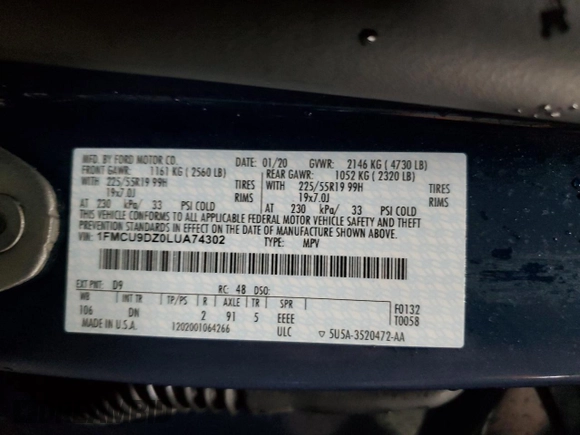 MFD. BY FORD MOTOR CO.
DATE: 01/20 GVWR: 2146 KG ( 4730 LB)
FRONT GAWR: 1161 KG ( 2560 LB) REAR GAWR: 1052 KG ( 2320 LB)
WITH 225/55R19 99H TIRES WITH 225/55R19 99H TIRES
19x7.0J RIMS 19x7.0J RIMS
AT 230 kPa/ 33 PSI COLD AT 230 kPa/ 33 PSI COLD
THIS VEHICLE CONFORMS TO ALL APPLICABLE FEDERAL MOTOR VEHICLE SAFETY AND THEFT
PREVENTION STANDARDS IN EFFECT ON THE DATE OF MANUFACTURE SHOWN ABOVE.
VIN: 1FMCU9DZ0LUA74302 TYPE: MPV
EXT PNT: D9 RC: 48 DSO:
WB BRK INT TR TP/PS R AXLE TR SPR F0132
106 DN 2 91 5 EEEE T0058
MADE IN U.S.A. 1202001064266 ULC ▽ 5U5A-3520472-AA